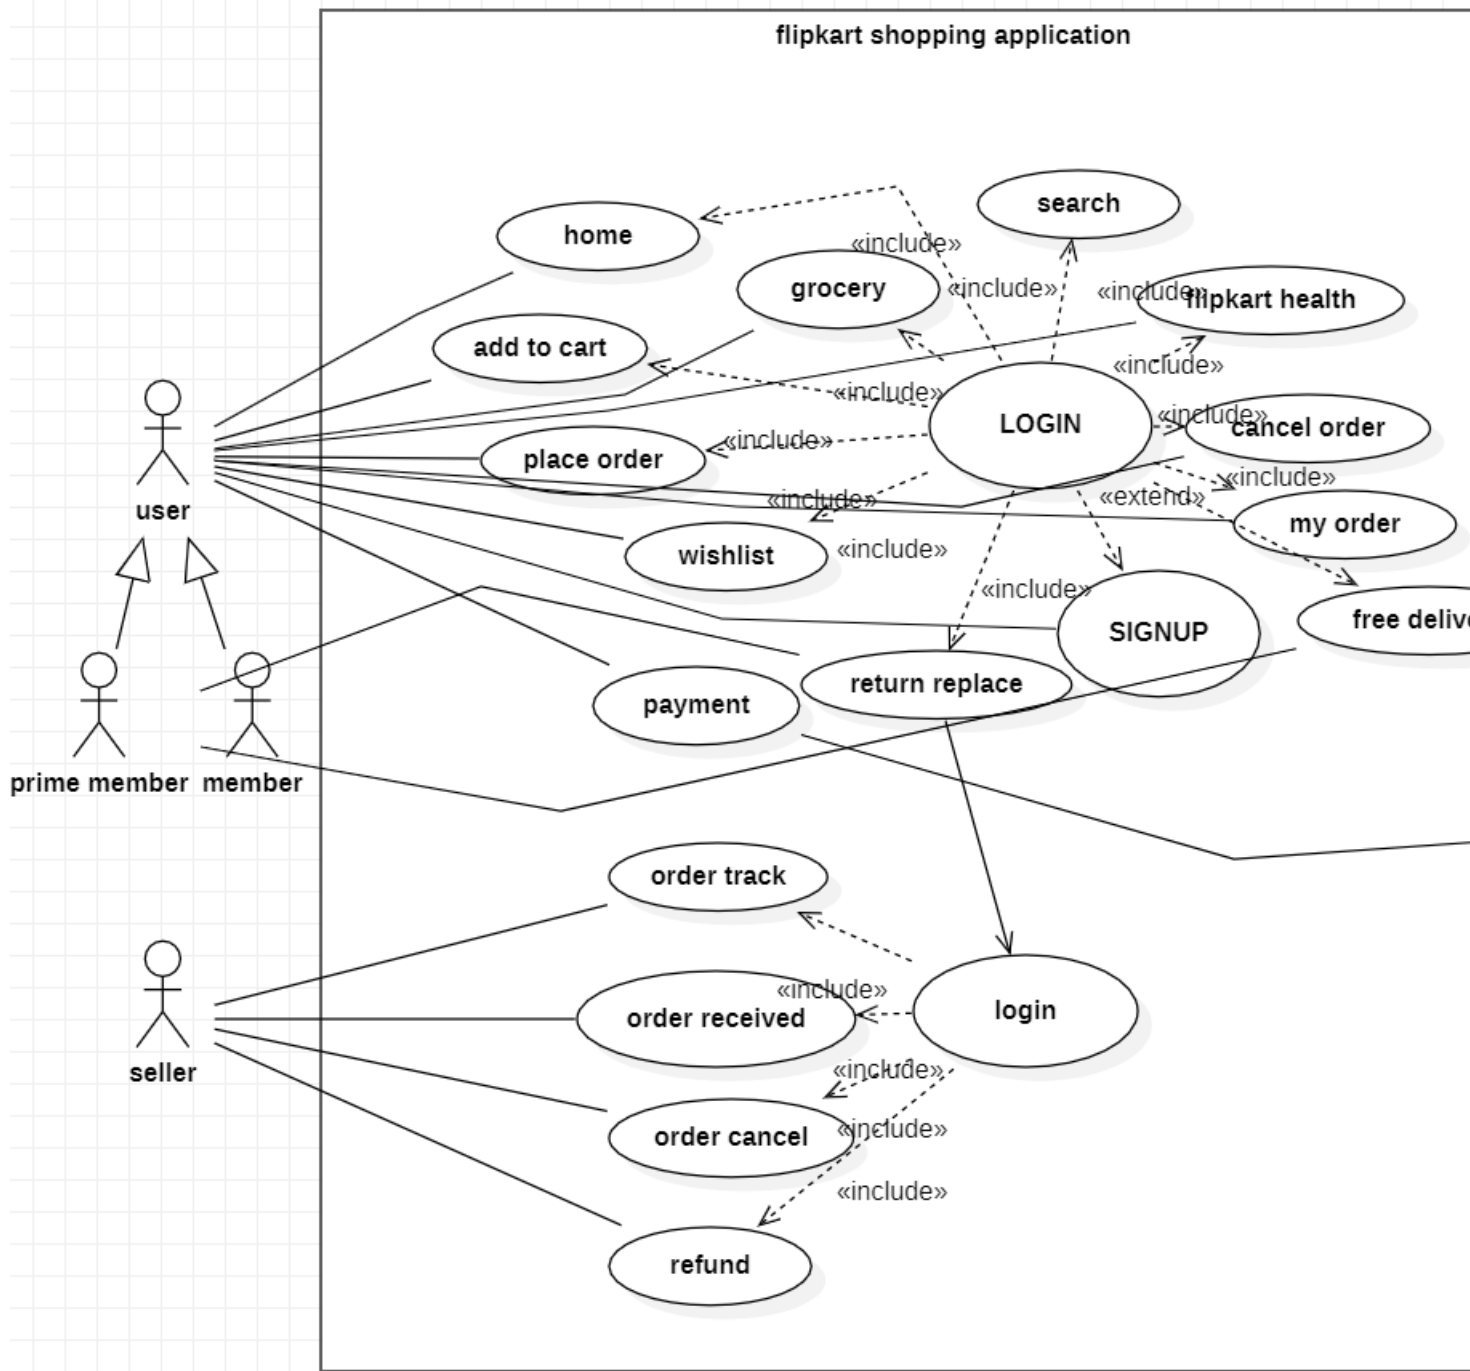 flipkart shopping application
search
home
«include»
grocery
«include»
«include»
flipkart health
add to cart
«include»
«include»
LOGIN
«include»
cancel order
«include»
place order
«include»
«extend»
«include»
user
my order
wishlist
«include»
«include»
SIGNUP
free delive
return replace
payment
prime member
member
order track
«include»
order received
login
seller
«include»
order cancel
«include»
«include»
refund